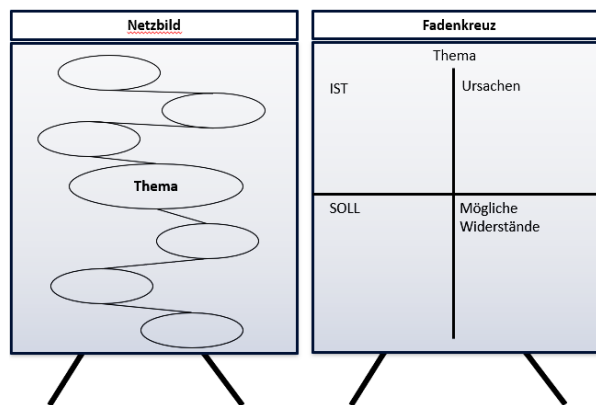 Netzbild
Thema
Fadenkreuz
Thema
IST
Ursachen
SOLL
Mögliche
Widerstände